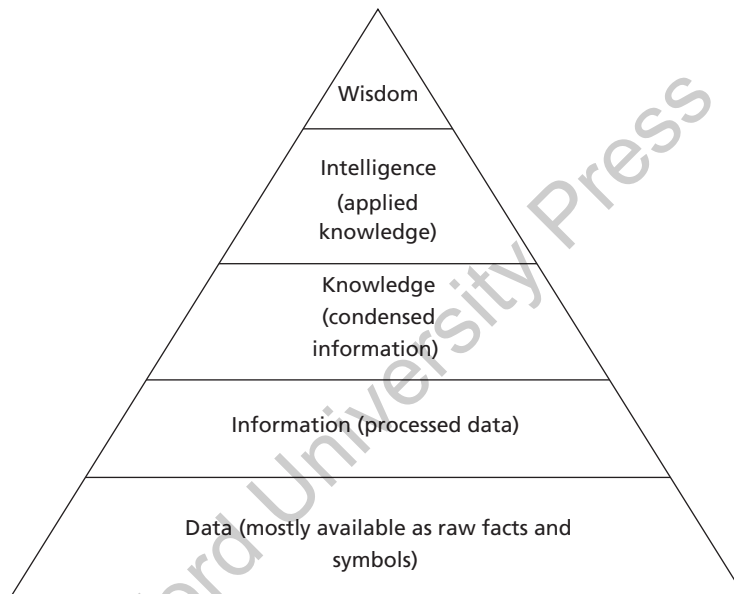 Wisdom
Intelligence
(applied
knowledge)
Knowledge
(condensed
information)
Information (processed data)
Data (mostly available as raw facts and
symbols)
ord University Press